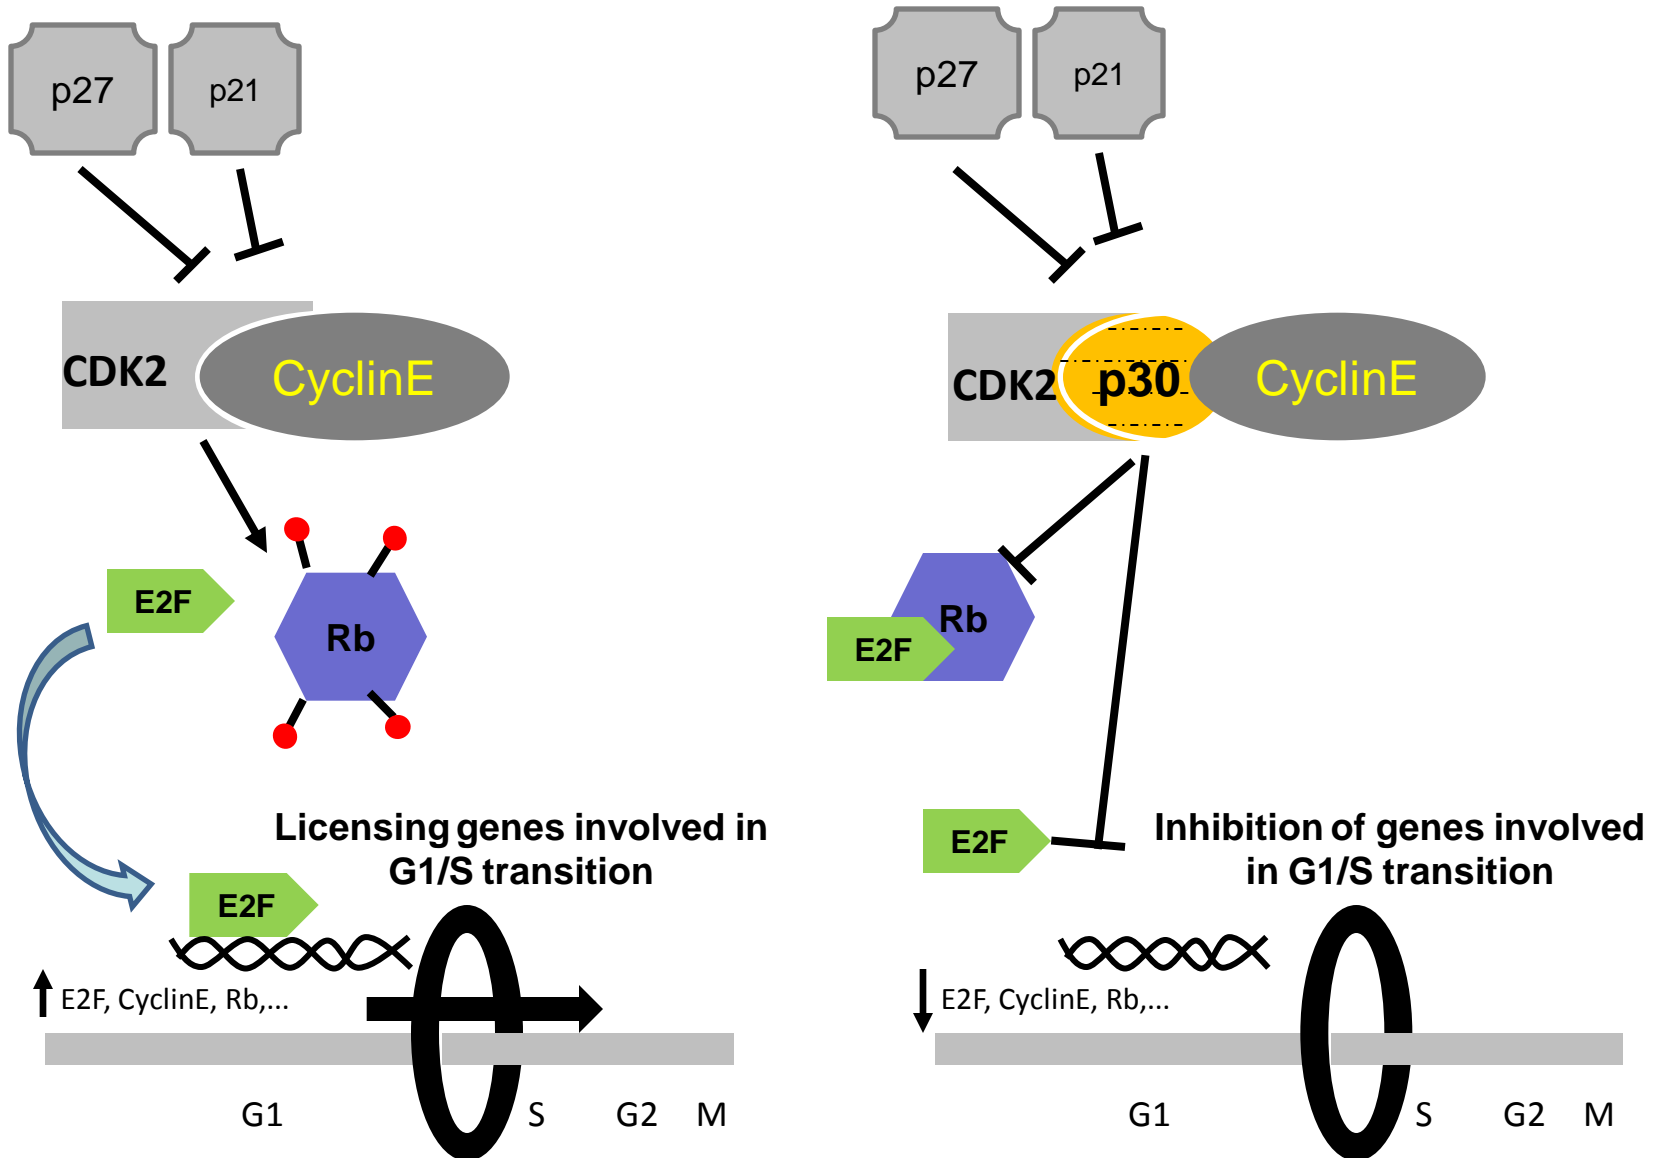 p27
p21
CDK2
CyclinE
E2F
Rb
Licensing genes involved in
G1/S transition
E2F
E2F, CyclinE, Rb,...
G1
S
G2
M
p27
p21
CDK2
p30
CyclinE
Rb
E2F
E2F
Inhibition of genes involved
in G1/S transition
E2F, CyclinE, Rb,...
G1
S
G2
M